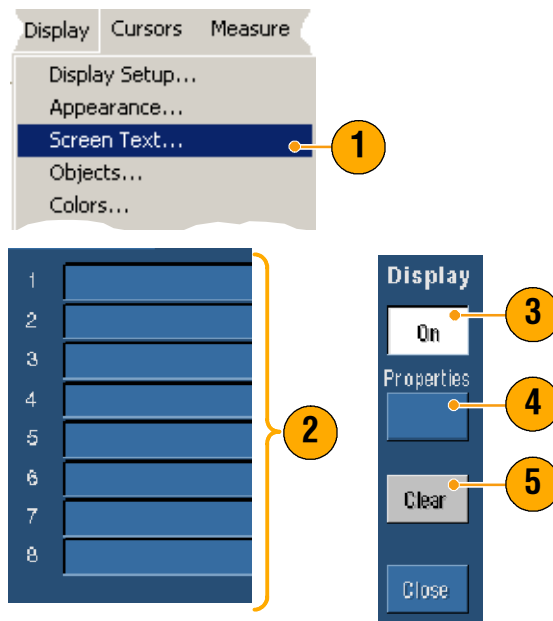 Display Cursors Measure
Display Setup...
Appearance...
Screen Text...
1
Objects...
Colors...
1
2
3
4
5
6
7
8
2
Display
On
3
Properties
4
Clear
5
Close